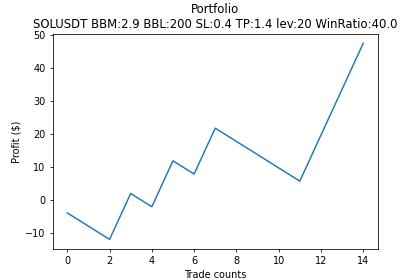 Portfolio
SOLUSDT BBM:2.9 BBL:200 SL:0.4 TP:1.4 lev:20 WinRatio:40.0
50
40
30
20
10
0
−10
Profit ($)
0 2 4 6 8 10 12 14
Trade counts